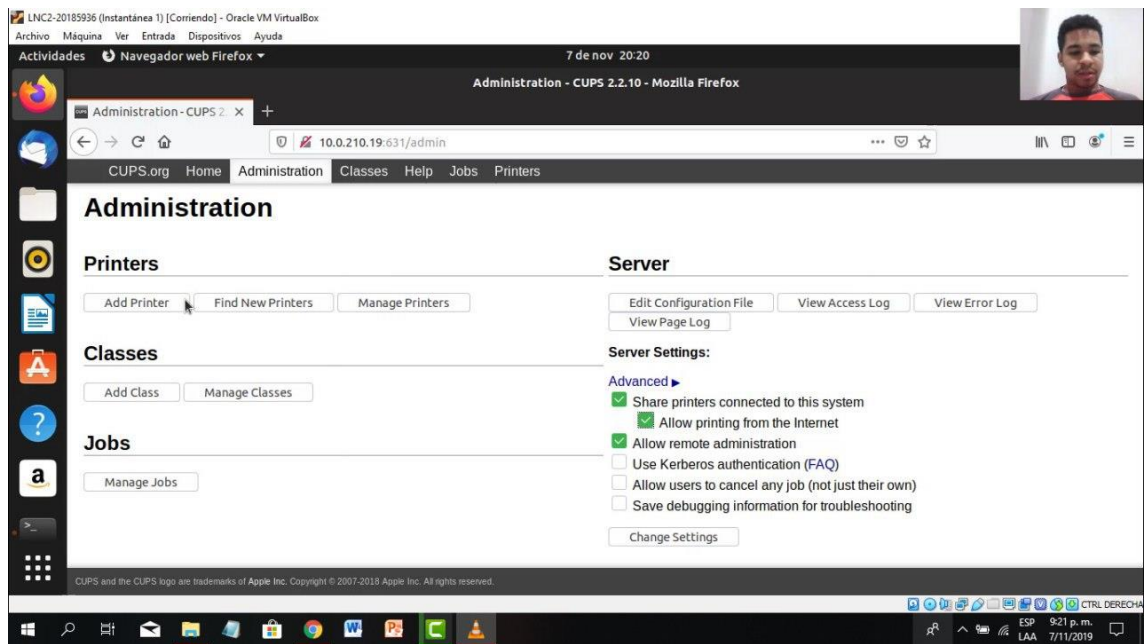 LNC2-20185936 (Instantánea 1) [Corriendo] - Oracle VM VirtualBox
Archivo Máquina Ver Entrada Dispositivos Ayuda
Actividades Navegador web Firefox 7 de nov 20:20
Administration - CUPS 2.2.10 - Mozilla Firefox
Administration - CUPS 2
10.0.210.19:631/admin
CUPS.org Home Administration Classes Help Jobs Printers
Administration
Printers
Add Printer Find New Printers Manage Printers
Classes
Add Class Manage Classes
Jobs
Manage Jobs
Server
Edit Configuration File View Access Log View Error Log
View Page Log
Server Settings:
Advanced
Share printers connected to this system
Allow printing from the Internet
Allow remote administration
Use Kerberos authentication (FAQ)
Allow users to cancel any job (not just their own)
Save debugging information for troubleshooting
Change Settings
CUPS and the CUPS logo are trademarks of Apple Inc. Copyright © 2007-2018 Apple Inc. All rights reserved.
CTRL DERECHA
ESP 9:21 p. m.
LAA 7/11/2019